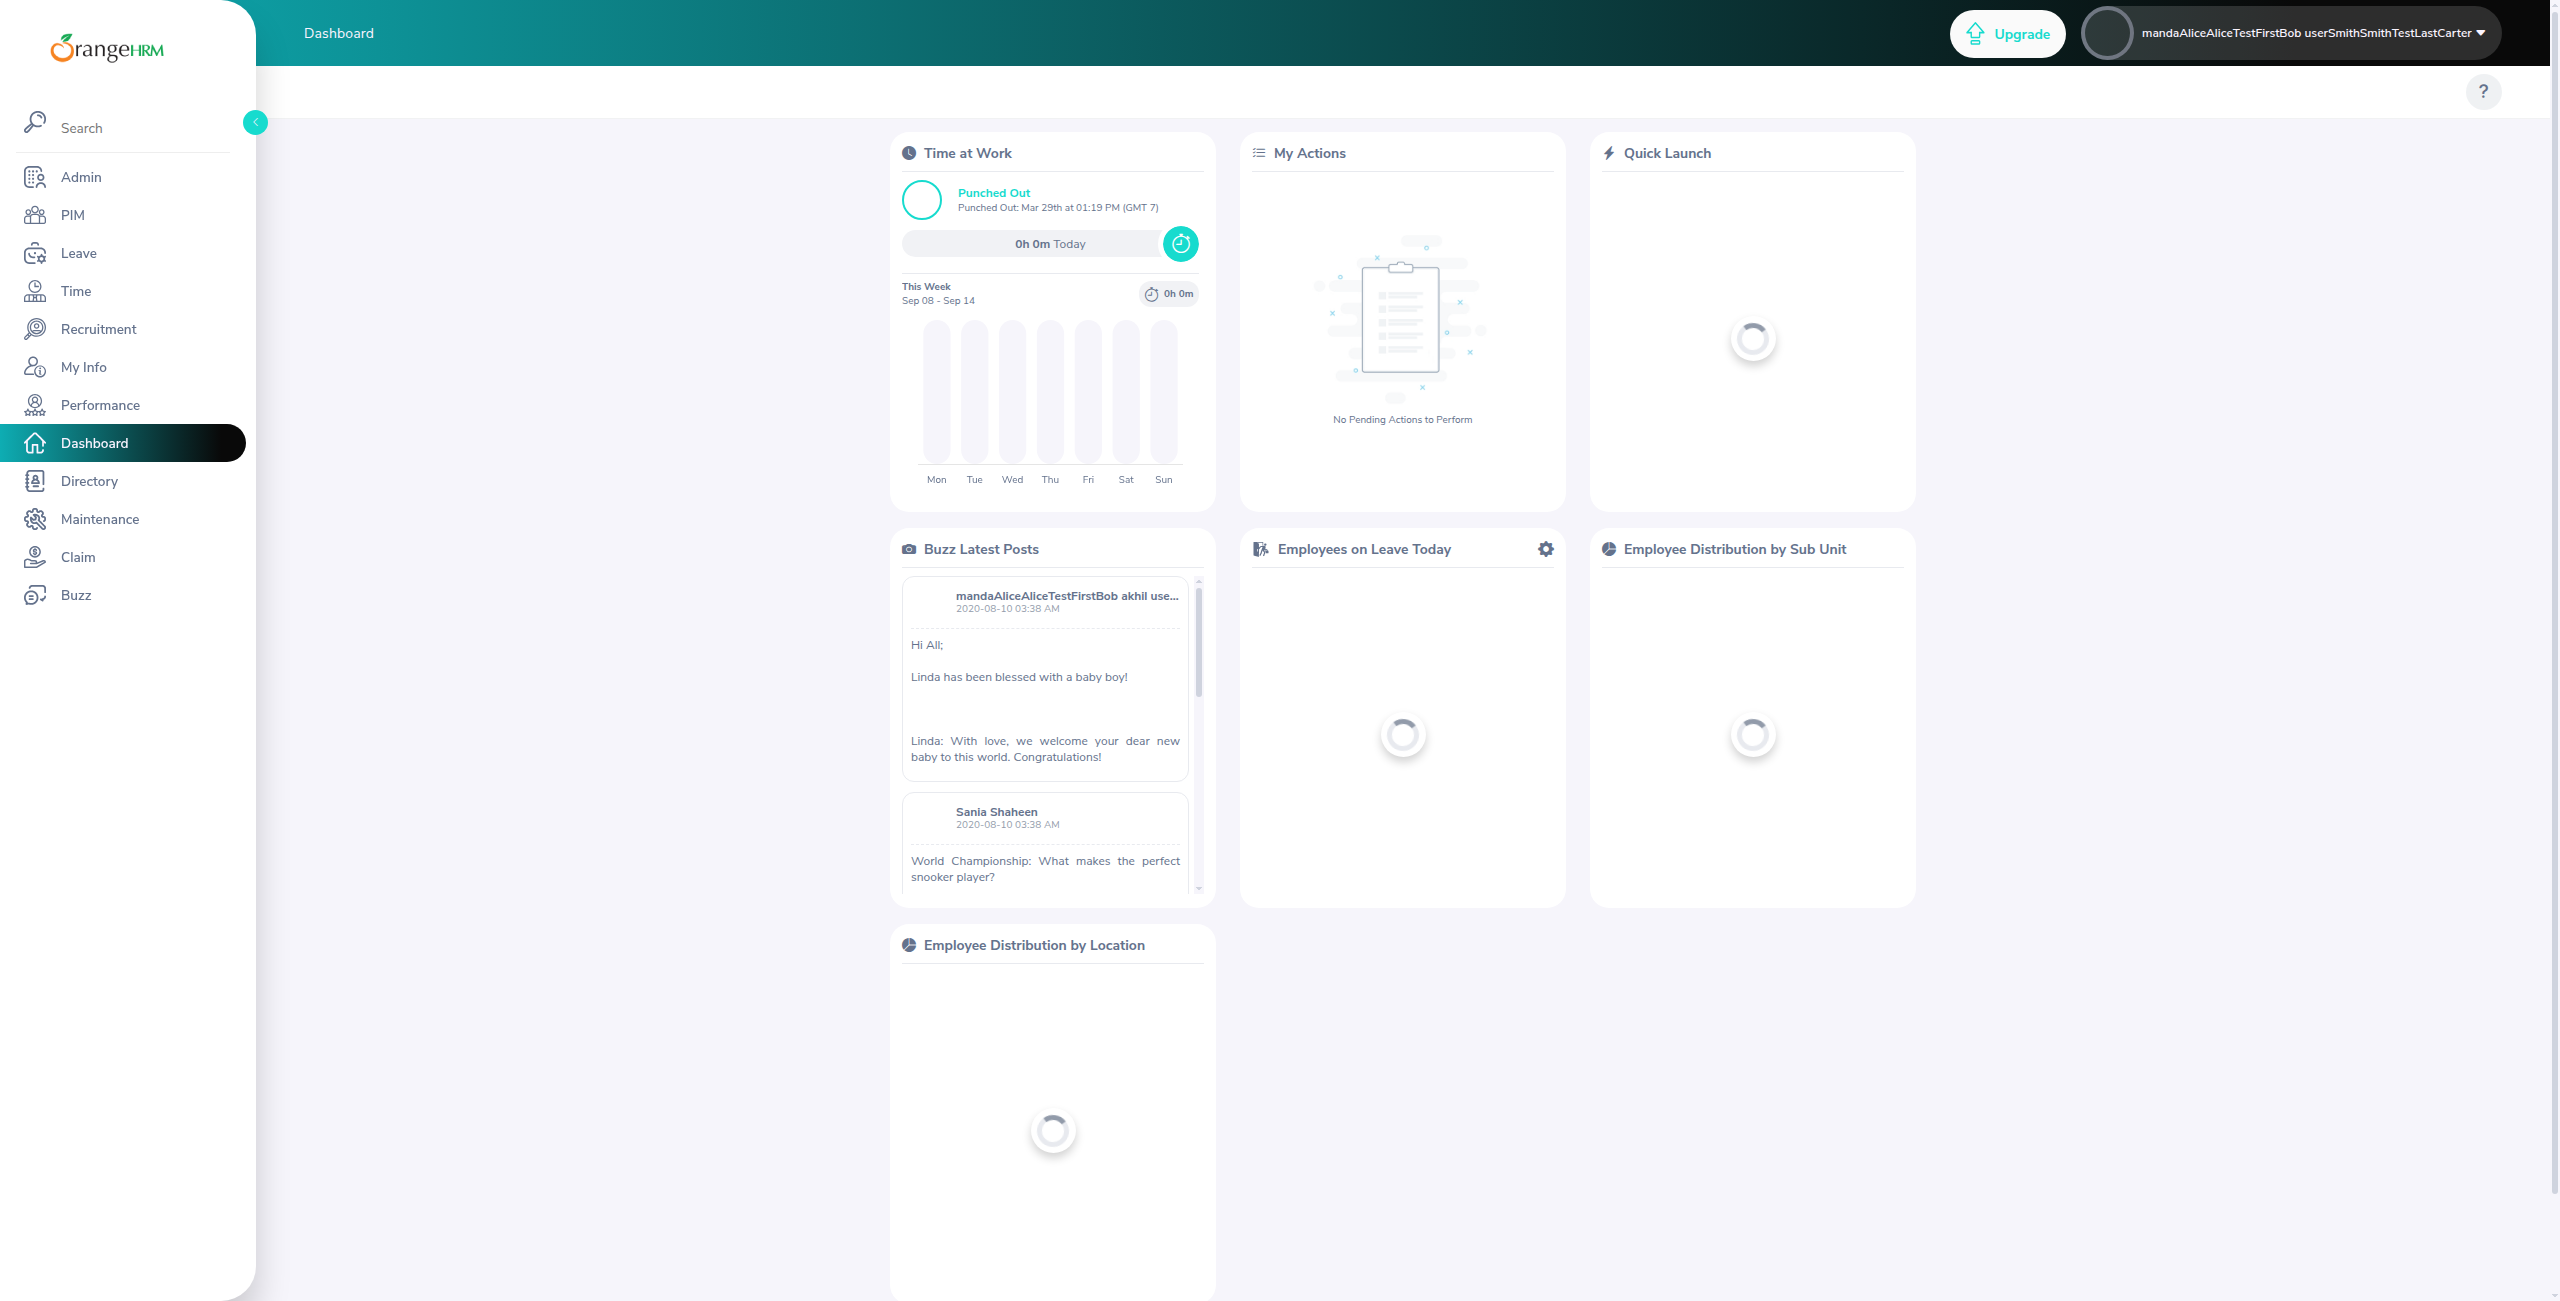 OrangeHRM
Dashboard
Upgrade
mandaAliceAliceTestFirstBob userSmithSmithTestLastCarter
?
Search
Admin
PIM
Leave
Time
Recruitment
My Info
Performance
Dashboard
Directory
Maintenance
Claim
Buzz
Time at Work
Punched Out
Punched Out: Mar 29th at 01:19 PM (GMT 7)
0h 0m Today
This Week
Sep 08 - Sep 14
0h 0m
Mon Tue Wed Thu Fri Sat Sun
My Actions
No Pending Actions to Perform
Quick Launch
Buzz Latest Posts
mandaAliceAliceTestFirstBob akhil use...
2020-08-10 03:38 AM
Hi All;
Linda has been blessed with a baby boy!
Linda: With love, we welcome your dear new
baby to this world. Congratulations!
Sania Shaheen
2020-08-10 03:38 AM
World Championship: What makes the perfect
snooker player?
Employees on Leave Today
Employee Distribution by Sub Unit
Employee Distribution by Location